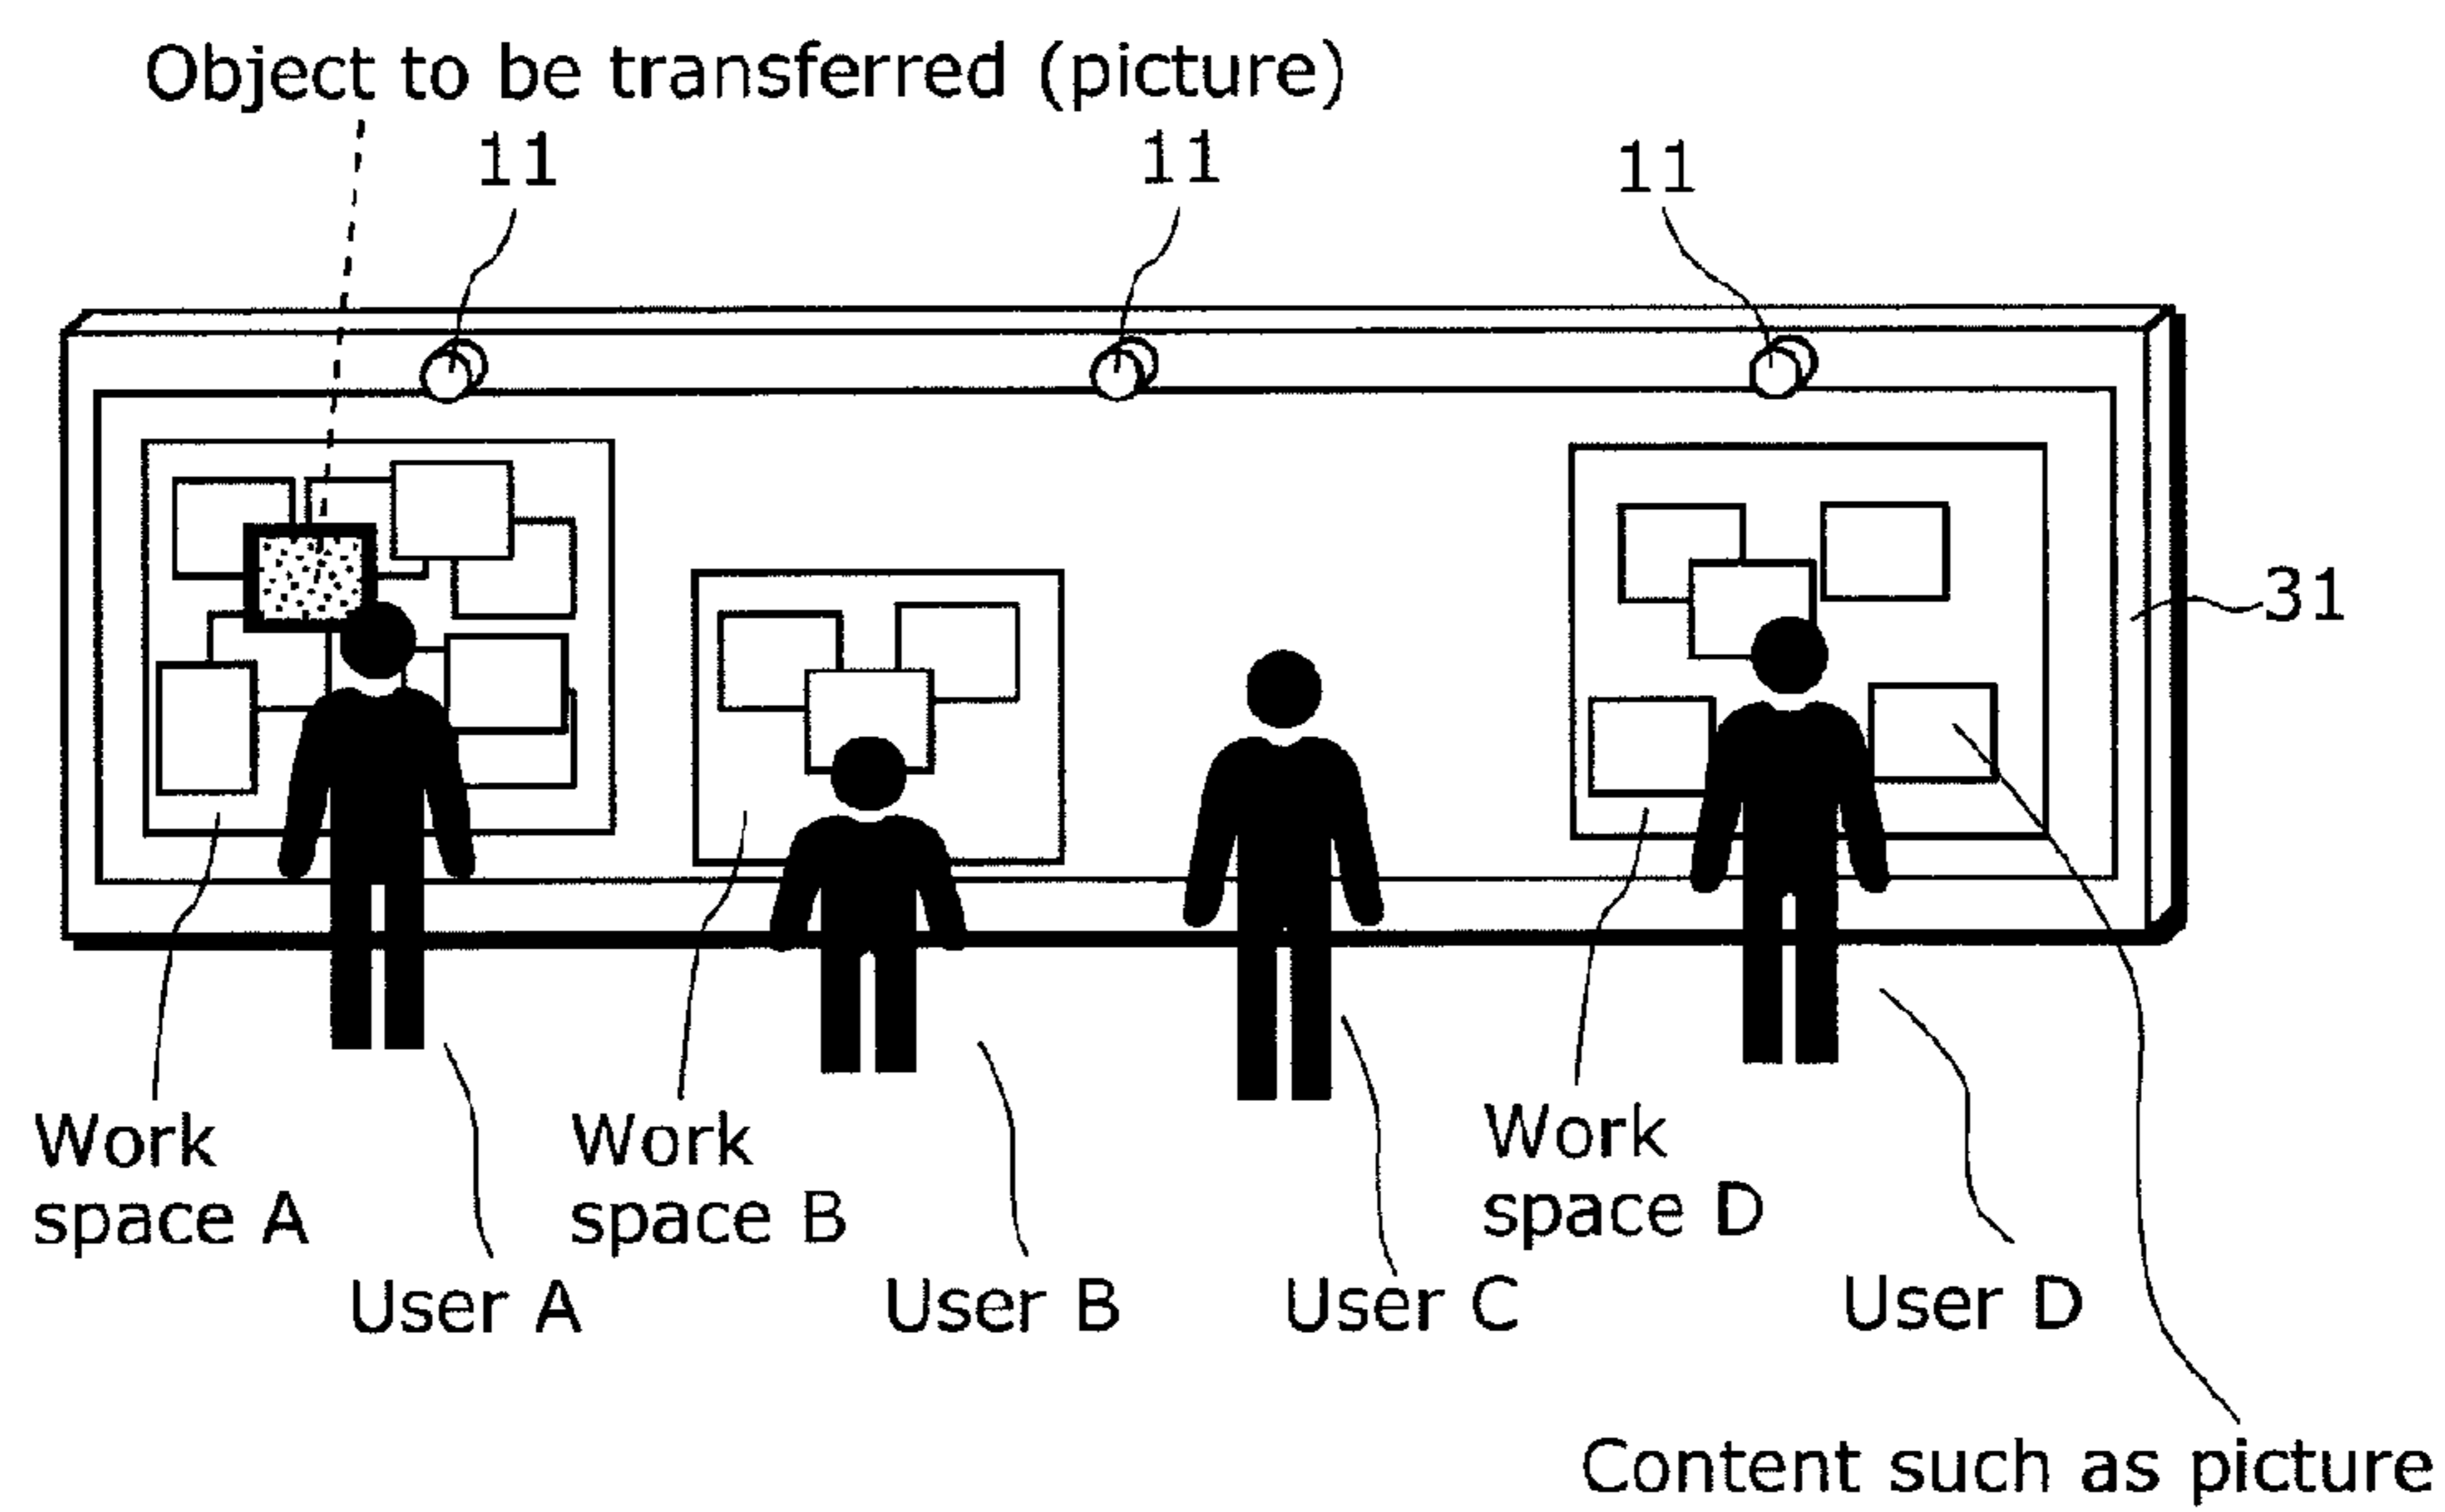 Object to be transferred (picture)
11
11
11
31
Work
space A
Work
space B
Work
space D
User A
User B
User C
User D
Content such as picture